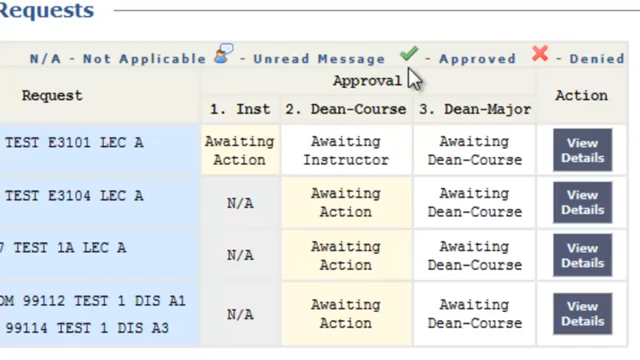 Requests
N/A - Not Applicable - Unread Message - Approved - Denied
Request
Approval
Action
1. Inst 2. Dean-Course 3. Dean-Major
TEST E3101 LEC A
Awaiting Action
Awaiting Instructor
Awaiting Dean-Course
View Details
TEST E3104 LEC A
N/A
Awaiting Action
Awaiting Dean-Course
View Details
TEST 1A LEC A
N/A
Awaiting Action
Awaiting Dean-Course
View Details
99112 TEST 1 DIS A1
99114 TEST 1 DIS A3
N/A
Awaiting Action
Awaiting Dean-Course
View Details